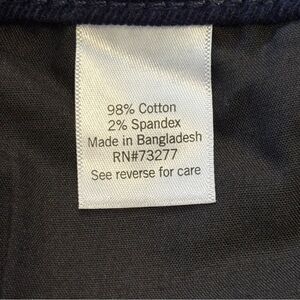 98% Cotton
2% Spandex
Made in Bangladesh
RN#73277
See reverse for care